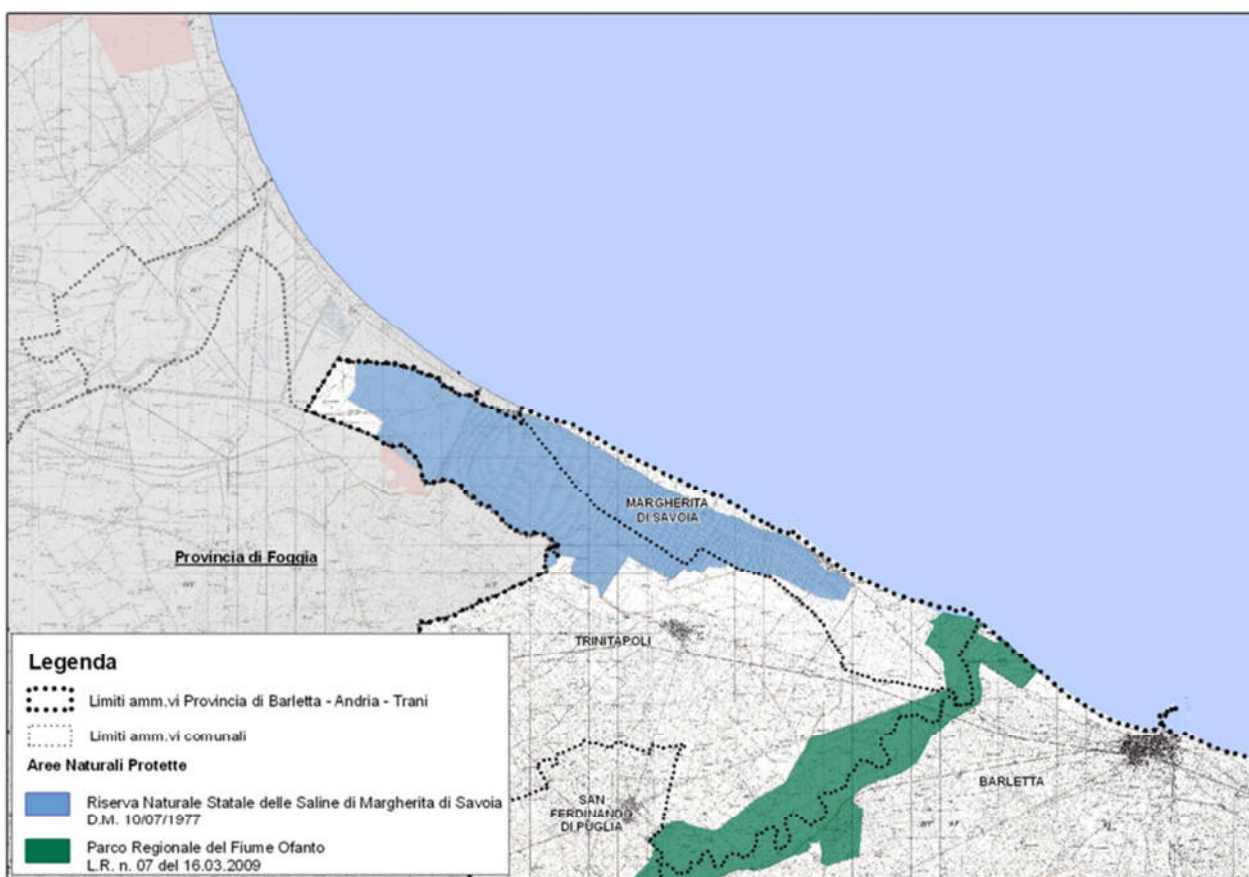 MARGHERITA
DI SAVOIA
Provincia di Foggia
TRINITAPOLI
BARLETTA
SAN
FERDINANDO
DI PUGLIA
Legenda
Limiti amm.vi Provincia di Barletta - Andria - Trani
Limiti amm.vi comunali
Aree Naturali Protette
Riserva Naturale Statale delle Saline di Margherita di Savoia
D.M. 10/07/1977
Parco Regionale del Fiume Ofanto
L.R. n. 07 del 16.03.2009